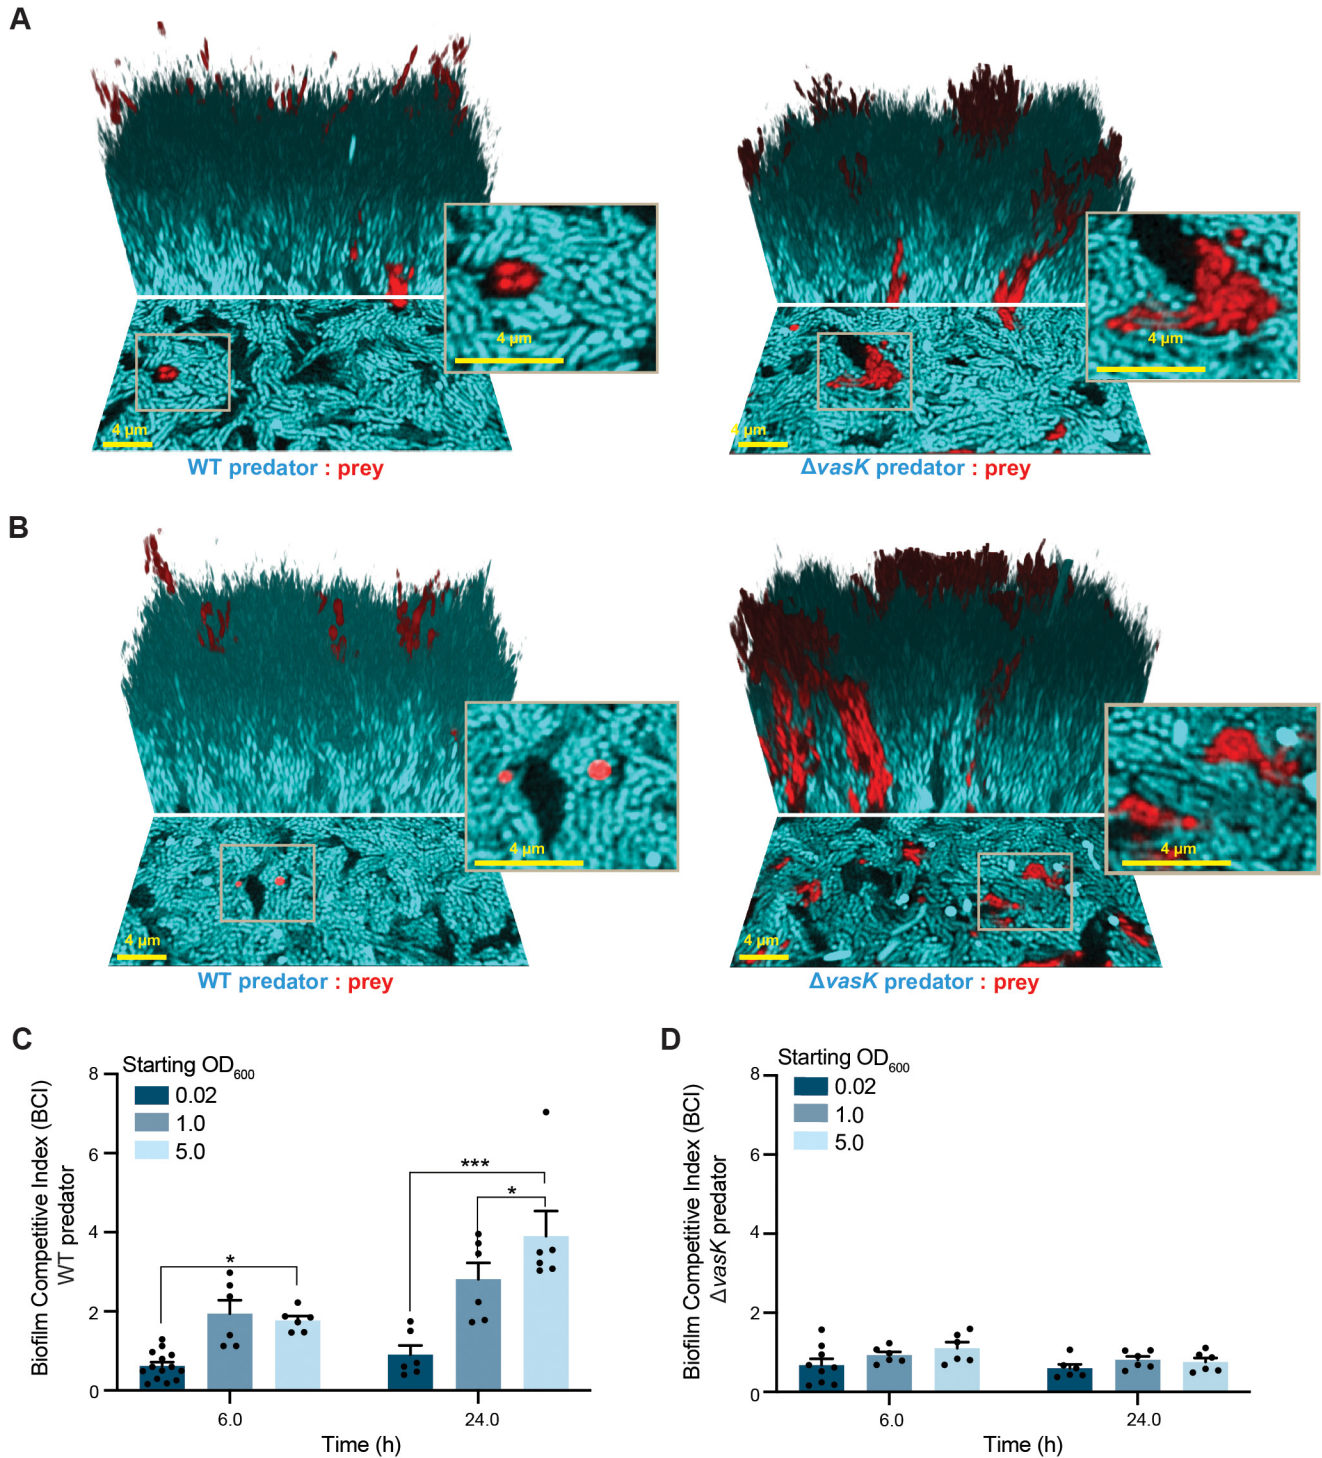 A
4 µm
4 µm
WT predator : prey
4 µm
4 µm
ΔvasK predator : prey
B
4 µm
4 µm
WT predator : prey
4 µm
4 µm
ΔvasK predator : prey
C
Starting OD600
0.02
1.0
5.0
Biofilm Competitive Index (BCI)
WT predator
8
6
4
2
0
*
***
*
6.0
24.0
Time (h)
D
Starting OD600
0.02
1.0
5.0
Biofilm Competitive Index (BCI)
ΔvasK predator
8
6
4
2
0
6.0
24.0
Time (h)